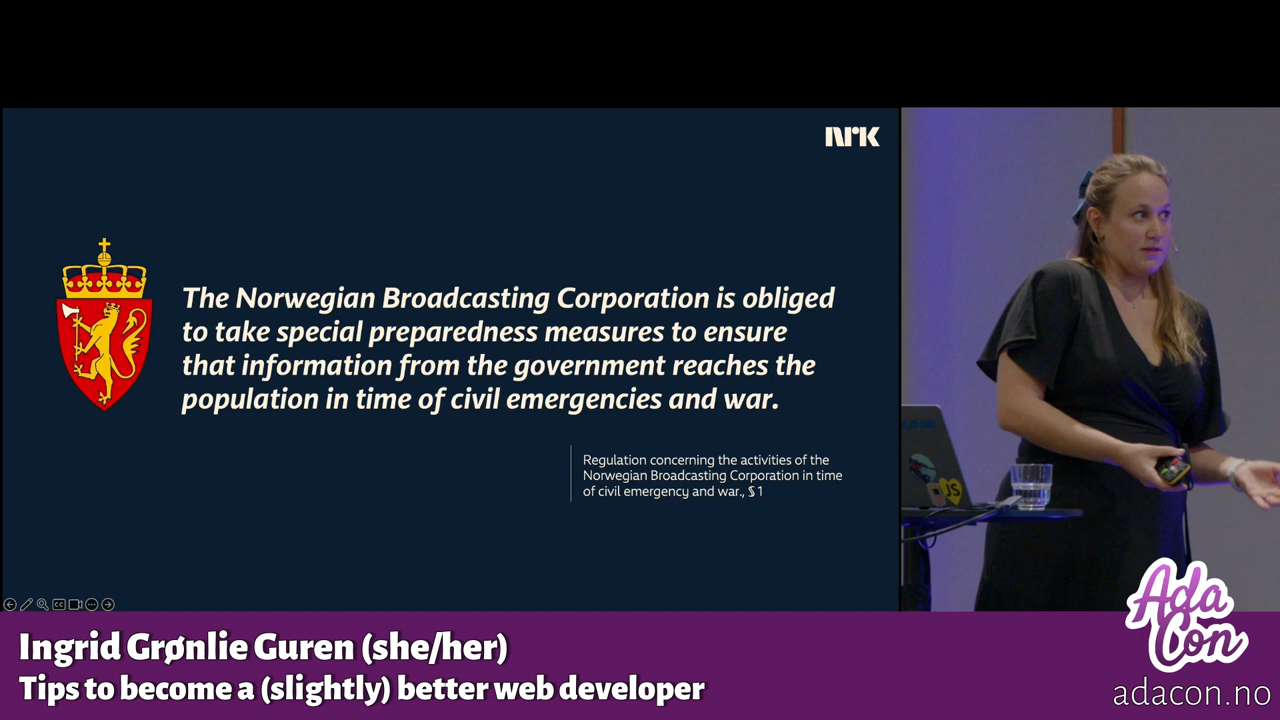 NRK
The Norwegian Broadcasting Corporation is obliged
to take special preparedness measures to ensure
that information from the government reaches the
population in time of civil emergencies and war.
Regulation concerning the activities of the
Norwegian Broadcasting Corporation in time
of civil emergency and war., § 1
JS
CC
Ingrid Grønlie Guren (she/her)
Tips to become a (slightly) better web developer
Ada
Con
adacon.no